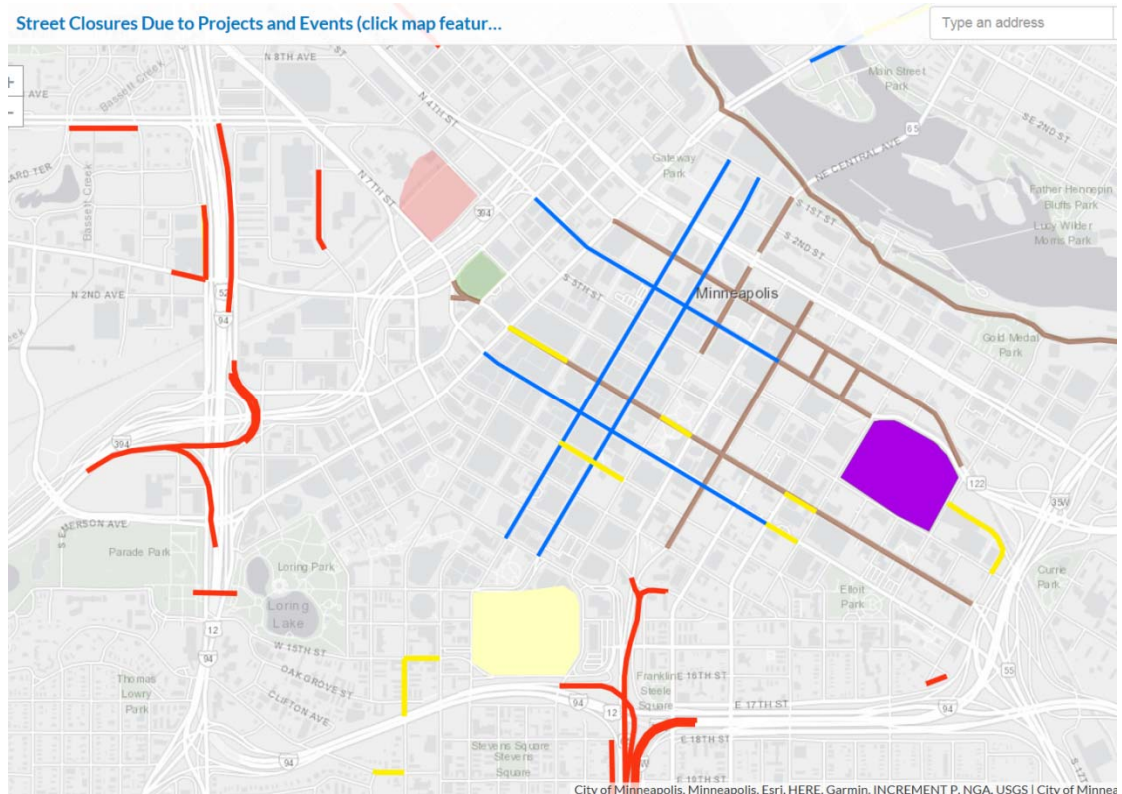 Street Closures Due to Projects and Events (click map featur...
Type an address
N 8TH AVE
Bassett Creek
AVE
N 4TH ST
Main Street
Park
SE 2ND ST
65
NE CENTRAL AVE
Gateway
Park
N 7TH ST
394
Bassett Creek
Father Hennepin
Bluffs Park
Lucy Wilder
Morris Park
S 1ST ST
S 2ND ST
S 5TH ST
N 2ND AVE
52
94
Minneapolis
Gold Medal
Park
394
122
35W
S EMERSON AVE
Parade Park
Loring Park
Loring
Lake
Currie
Park
Elliot
Park
12
94
W 15TH ST
OAK GROVE ST
CLIFTON AVE
Thomas
Lowry
Park
Franklin
Steele
Square
E 16TH ST
55
94
12
E 17TH ST
94
E 18TH ST
Stevens Square
Stevens
Square
94
E 19TH ST
City of Minneapolis, Minneapolis, Esri, HERE, Garmin, INCREMENT P, NGA, USGS | City of Minnea